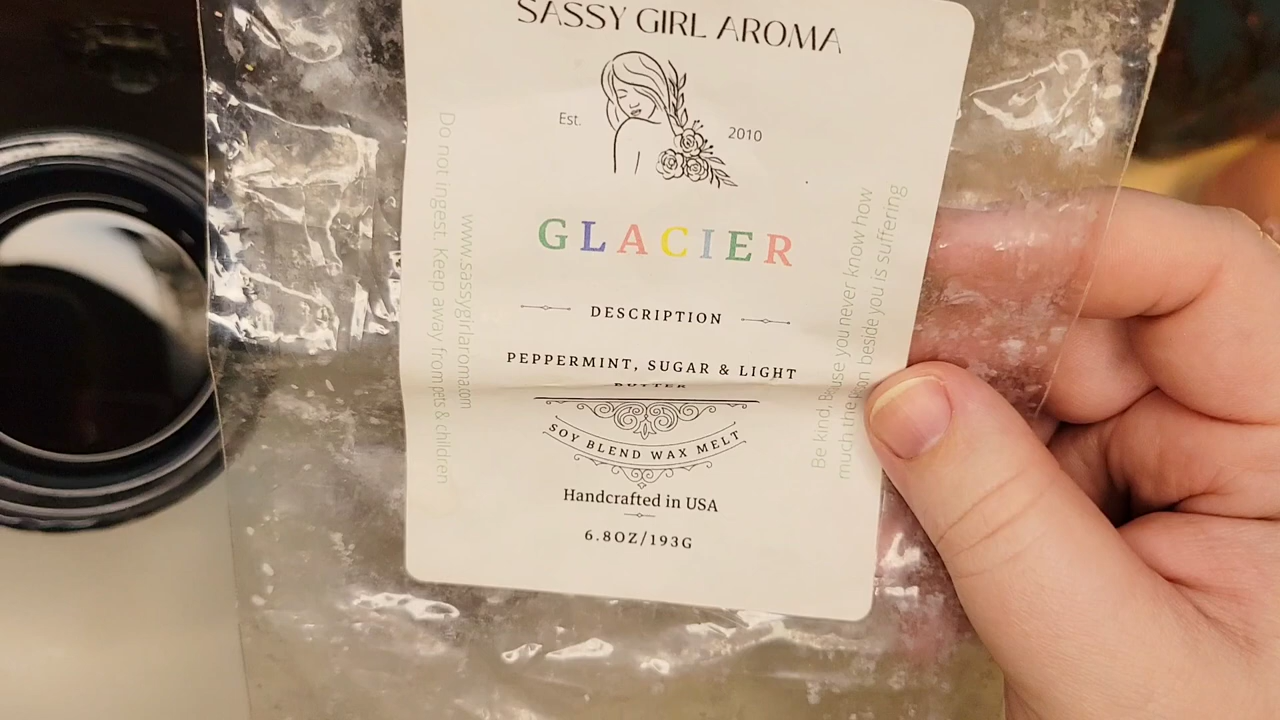 SASSY GIRL AROMA
Est.
2010
GLACIER
DESCRIPTION
PEPPERMINT, SUGAR & LIGHT
BUTTER
SOY BLEND WAX MELT
Handcrafted in USA
6.8OZ/193G
Do not ingest. Keep away from pets & children
www.sassygirlaroma.com
Be kind, use you never know how
much the beside you is suffering